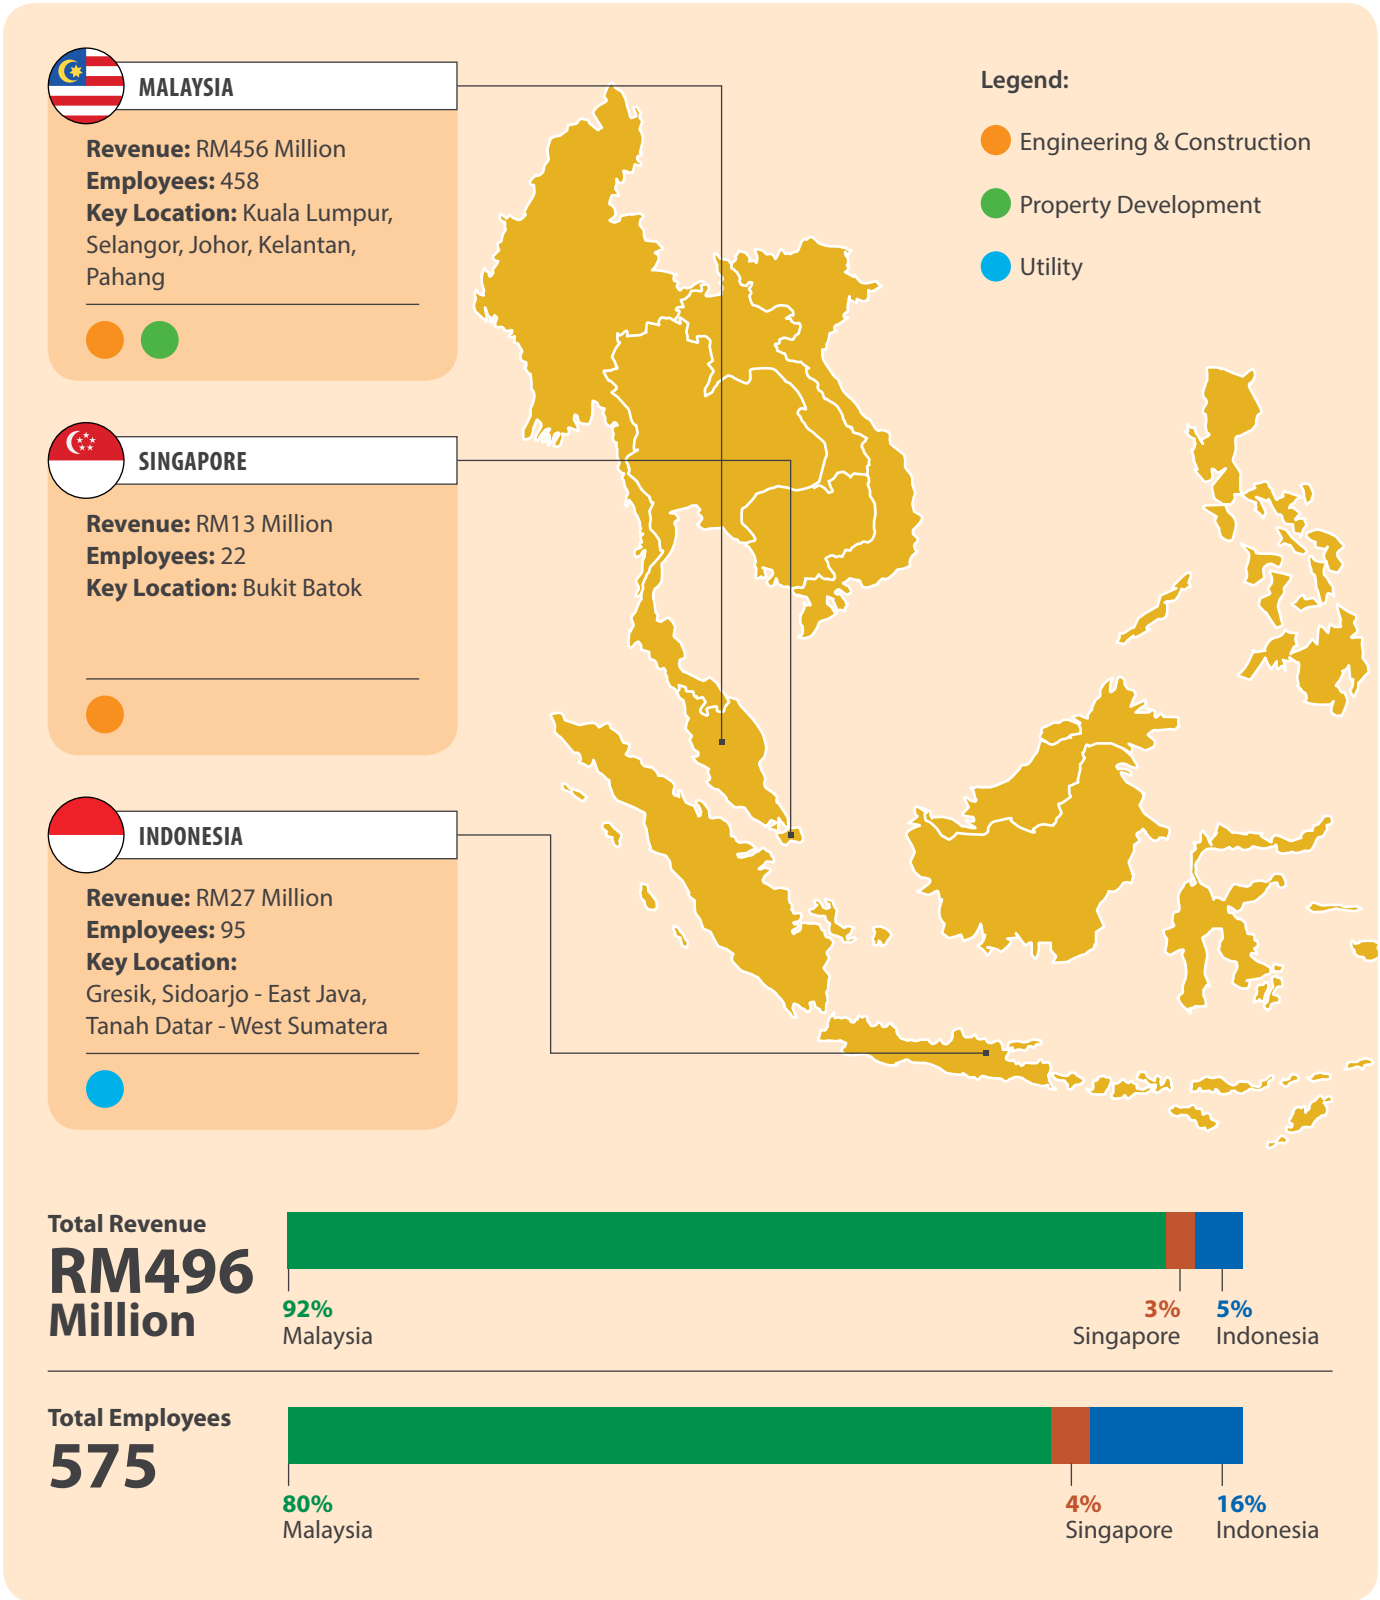 MALAYSIA
Revenue: RM456 Million
Employees: 458
Key Location: Kuala Lumpur,
Selangor, Johor, Kelantan,
Pahang
SINGAPORE
Revenue: RM13 Million
Employees: 22
Key Location: Bukit Batok
INDONESIA
Revenue: RM27 Million
Employees: 95
Key Location:
Gresik, Sidoarjo - East Java,
Tanah Datar - West Sumatera
Legend:
Engineering & Construction
Property Development
Utility
Total Revenue
RM496
Million
92%
Malaysia
3%
Singapore
5%
Indonesia
Total Employees
575
80%
Malaysia
4%
Singapore
16%
Indonesia